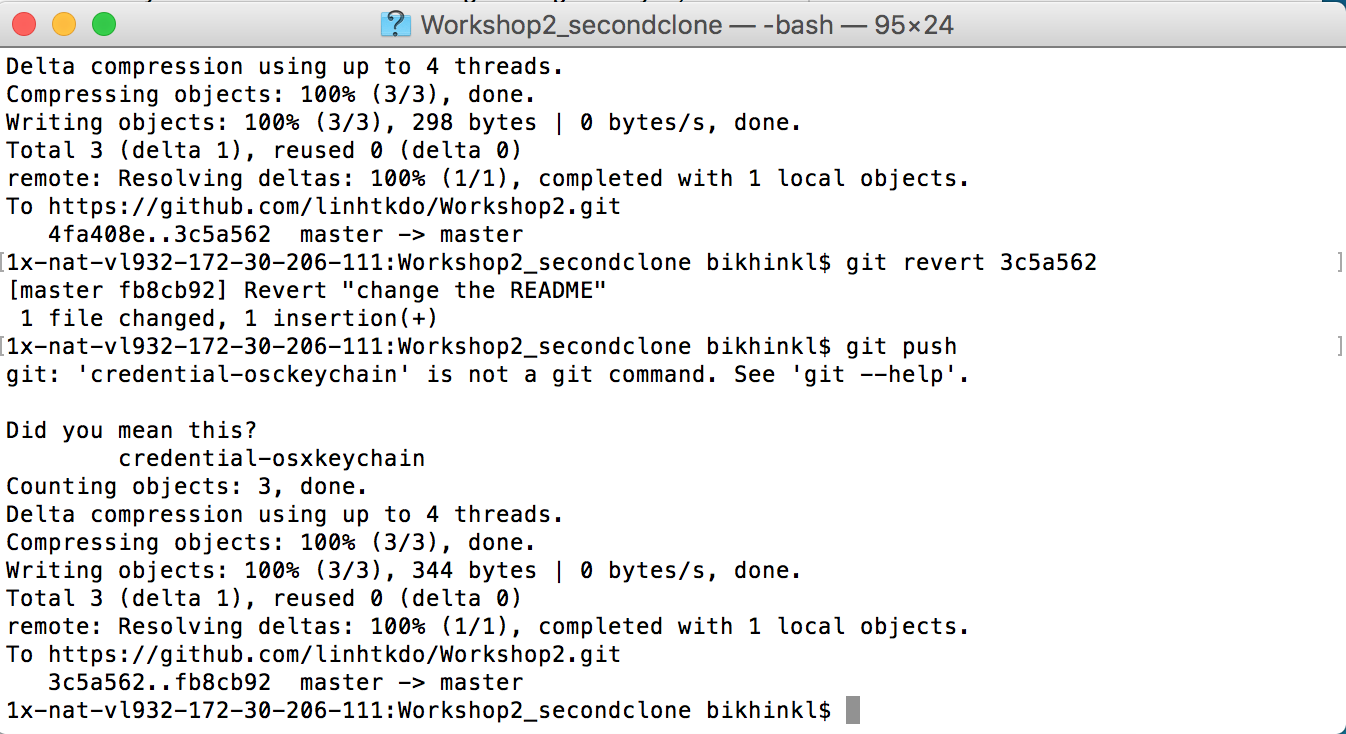 Workshop2_secondclone — -bash — 95×24
Delta compression using up to 4 threads.
Compressing objects: 100% (3/3), done.
Writing objects: 100% (3/3), 298 bytes | 0 bytes/s, done.
Total 3 (delta 1), reused 0 (delta 0)
remote: Resolving deltas: 100% (1/1), completed with 1 local objects.
To https://github.com/linhtkdo/Workshop2.git
   4fa408e..3c5a562  master -> master
[1x-nat-vl932-172-30-206-111:Workshop2_secondclone bikhinkl$ git revert 3c5a562 ]
[master fb8cb92] Revert "change the README"
 1 file changed, 1 insertion(+)
[1x-nat-vl932-172-30-206-111:Workshop2_secondclone bikhinkl$ git push ]
git: 'credential-osckeychain' is not a git command. See 'git --help'.

Did you mean this?
        credential-osxkeychain
Counting objects: 3, done.
Delta compression using up to 4 threads.
Compressing objects: 100% (3/3), done.
Writing objects: 100% (3/3), 344 bytes | 0 bytes/s, done.
Total 3 (delta 1), reused 0 (delta 0)
remote: Resolving deltas: 100% (1/1), completed with 1 local objects.
To https://github.com/linhtkdo/Workshop2.git
   3c5a562..fb8cb92  master -> master
1x-nat-vl932-172-30-206-111:Workshop2_secondclone bikhinkl$